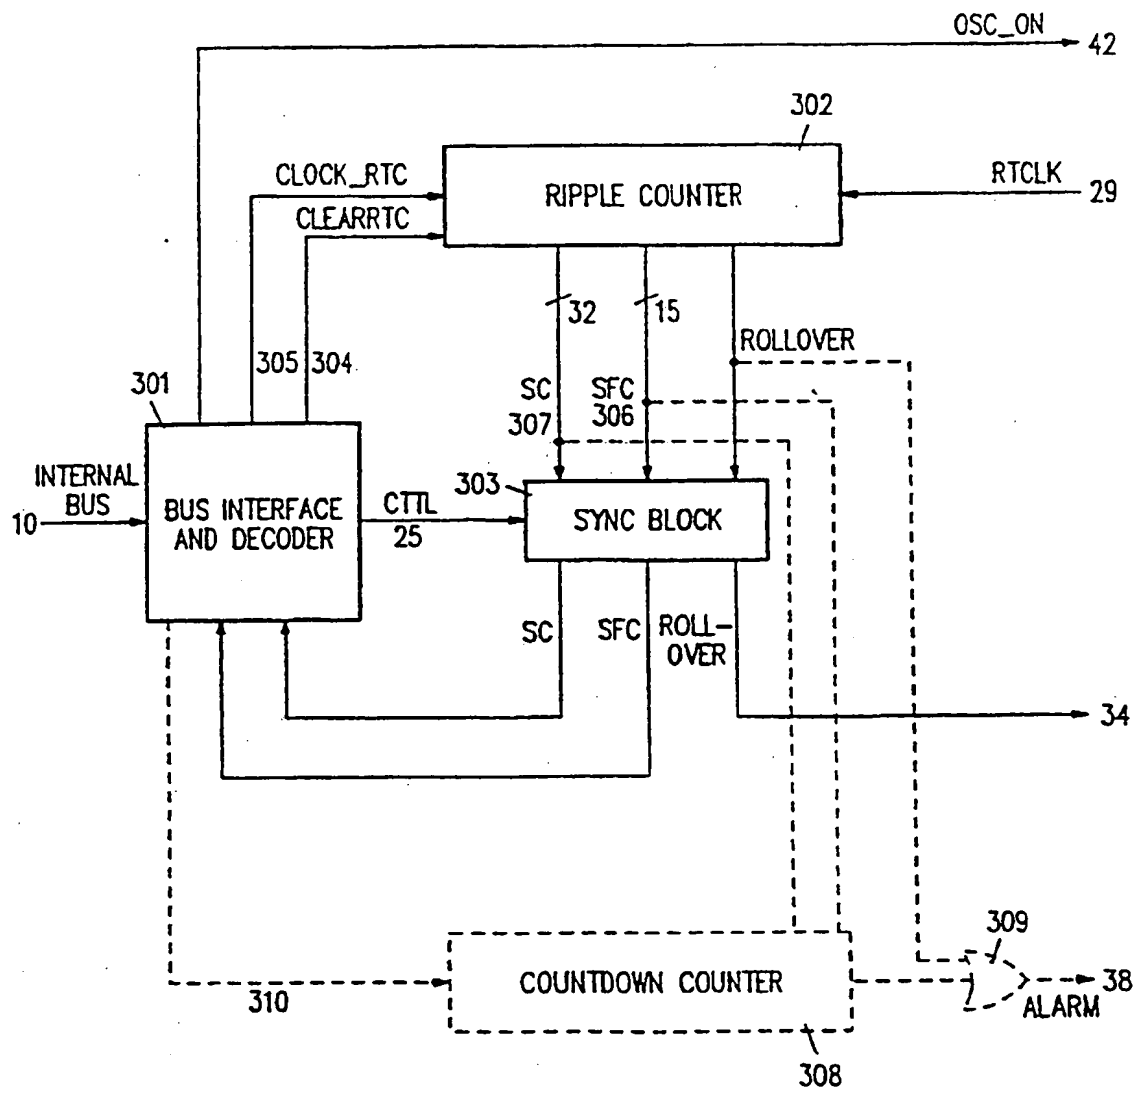 OSC_ON
42
302
CLOCK_RTC
RIPPLE COUNTER
RTCLK
29
CLEARRTC
32
15
ROLLOVER
305
304
301
SC
307
SFC
306
INTERNAL
BUS
10
BUS INTERFACE
AND DECODER
CTTL
25
303
SYNC BLOCK
SC
SFC
ROLL-
OVER
34
309
310
COUNTDOWN COUNTER
38
ALARM
308